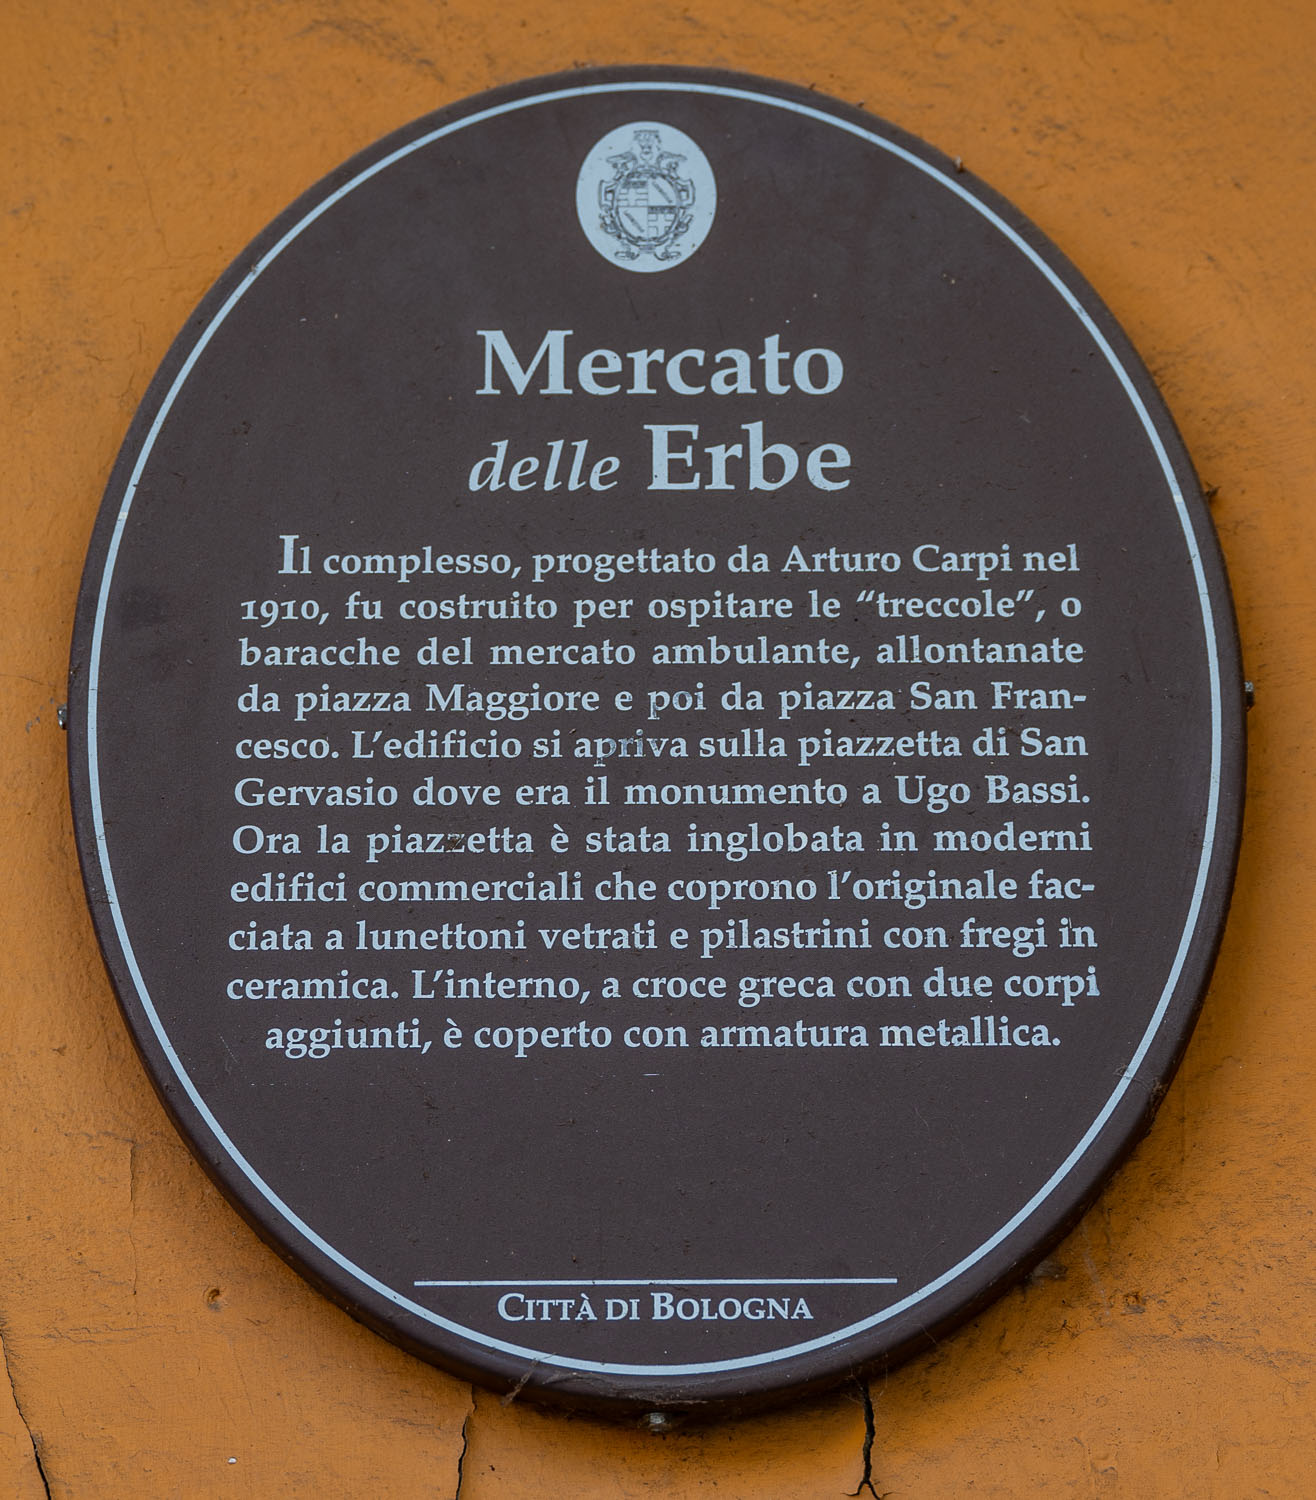 Mercato
delle Erbe
Il complesso, progettato da Arturo Carpi nel
1910, fu costruito per ospitare le “treccole”, o
baracche del mercato ambulante, allontanate
da piazza Maggiore e poi da piazza San Fran-
cesco. L’edificio si apriva sulla piazzetta di San
Gervasio dove era il monumento a Ugo Bassi.
Ora la piazzetta è stata inglobata in moderni
edifici commerciali che coprono l’originale fac-
ciata a lunettoni vetrati e pilastrini con fregi in
ceramica. L’interno, a croce greca con due corpi
aggiunti, è coperto con armatura metallica.
CITTÀ DI BOLOGNA